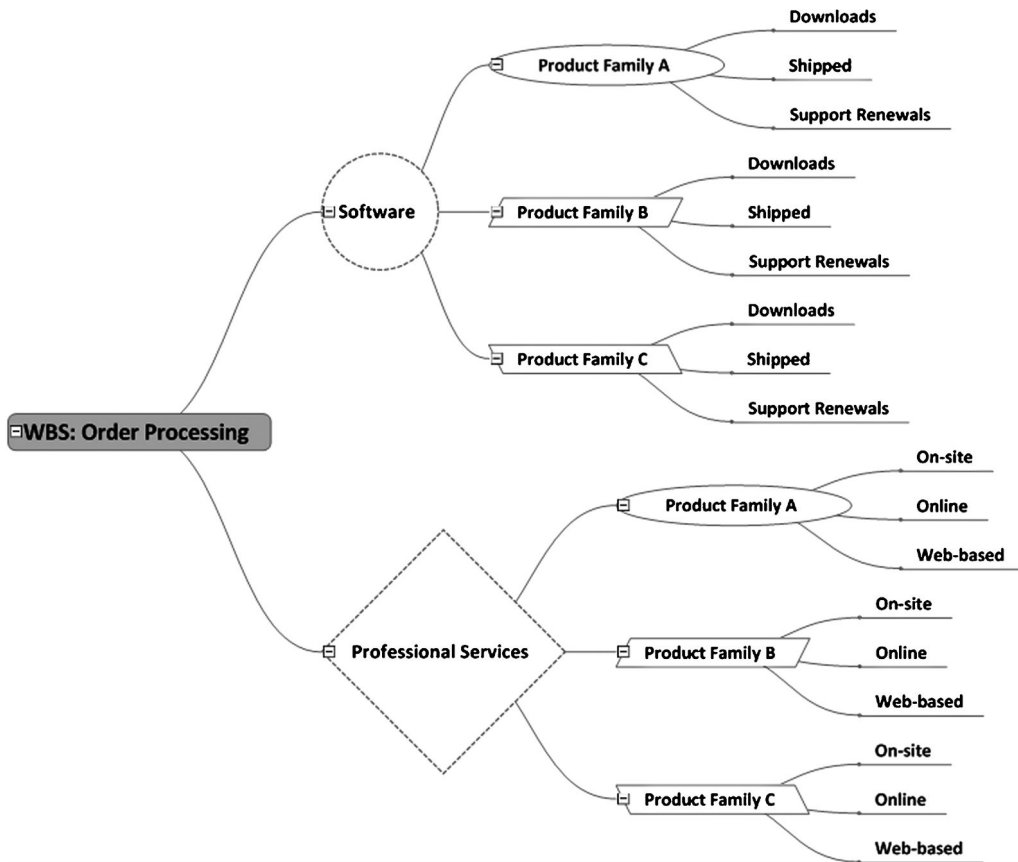 Downloads
Product Family A
Shipped
Support Renewals
Downloads
Software
Product Family B
Shipped
Support Renewals
Downloads
Product Family C
Shipped
Support Renewals
WBS: Order Processing
On-site
Product Family A
Online
Web-based
On-site
Professional Services
Product Family B
Online
Web-based
On-site
Product Family C
Online
Web-based